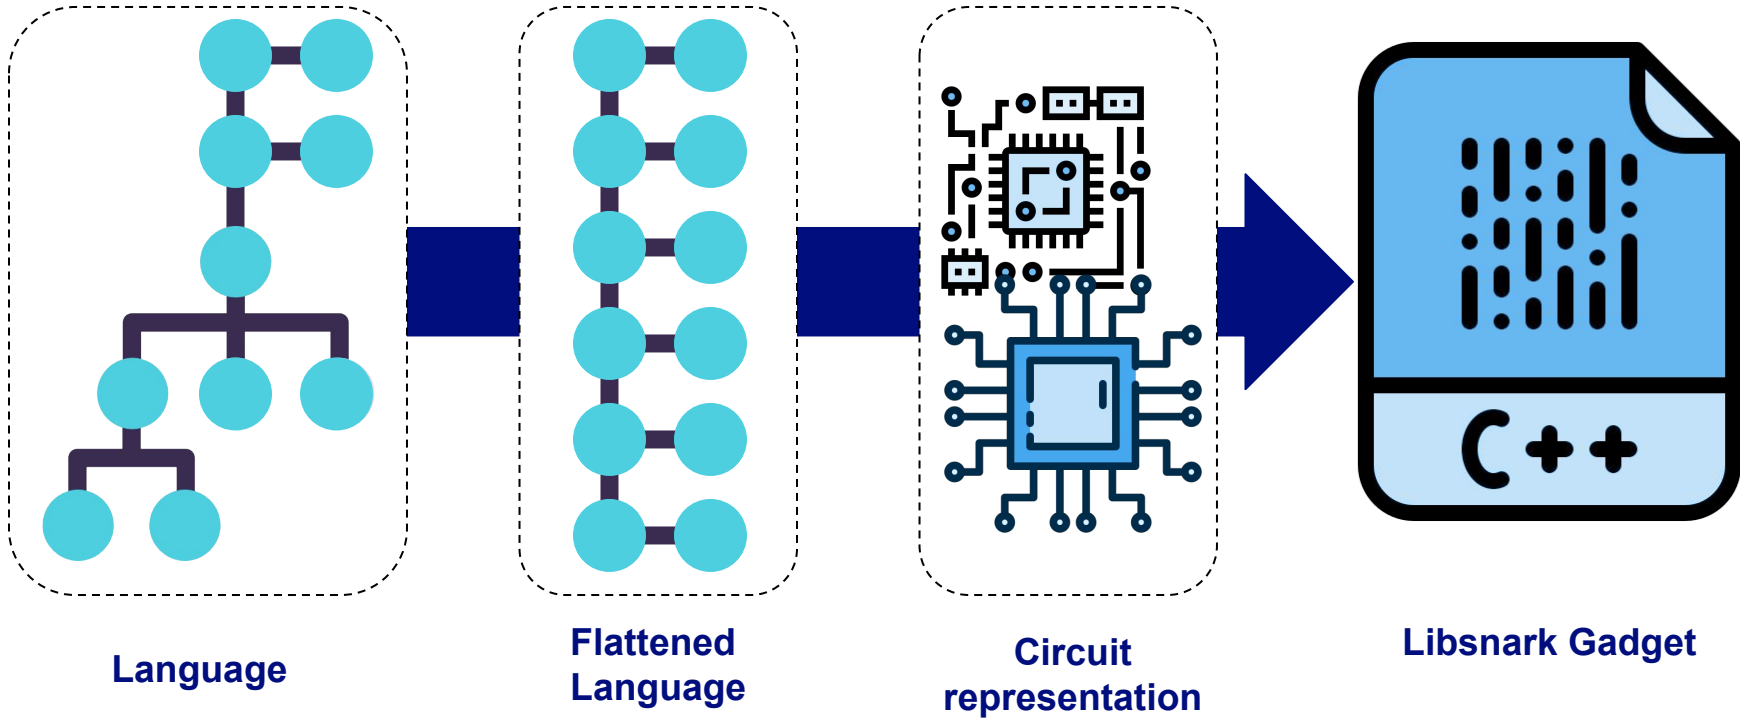 C++
Language
Flattened
Language
Circuit
representation
Libsnark Gadget